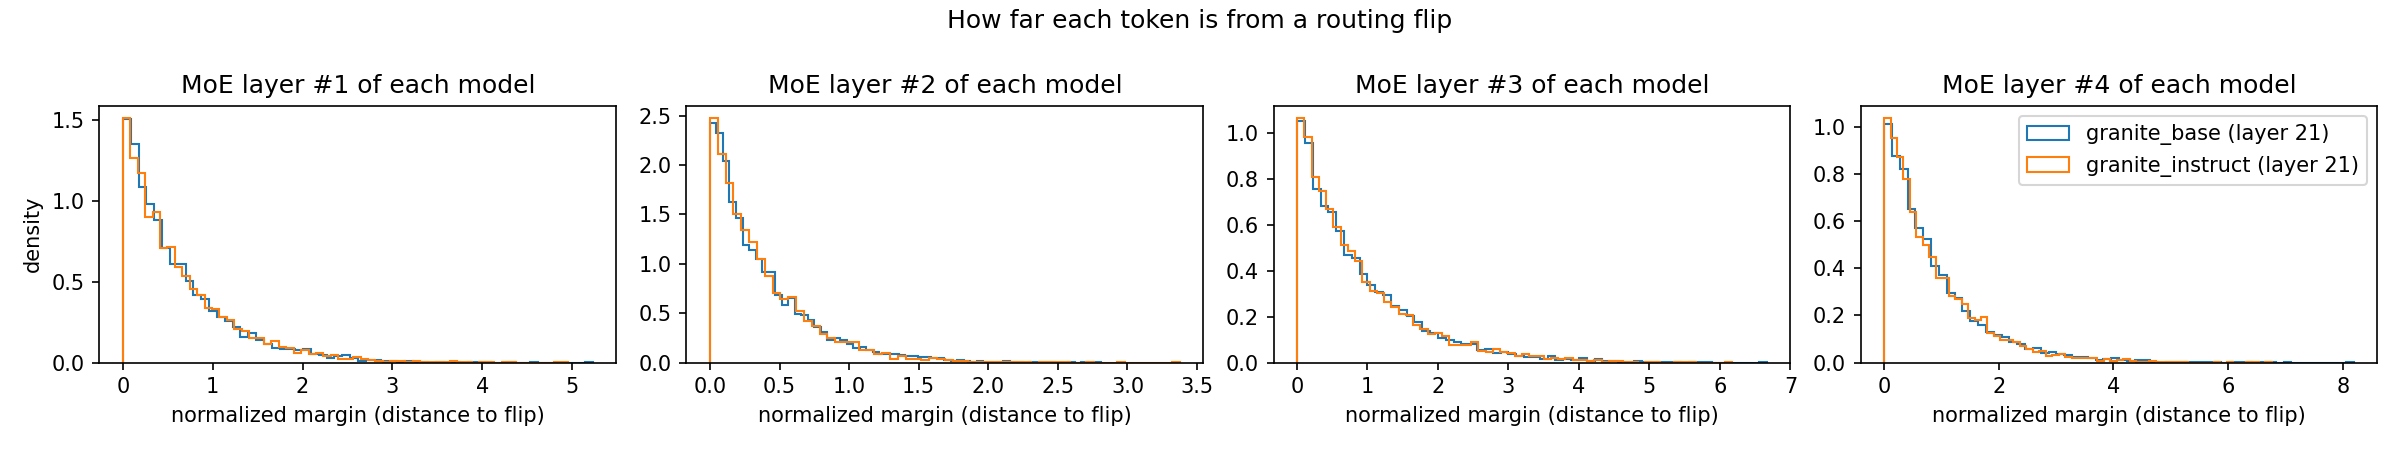 How far each token is from a routing flip
MoE layer #1 of each model
density
1.5
1.0
0.5
0.0
0 1 2 3 4 5
normalized margin (distance to flip)
MoE layer #2 of each model
2.5
2.0
1.5
1.0
0.5
0.0
0.0 0.5 1.0 1.5 2.0 2.5 3.0 3.5
normalized margin (distance to flip)
MoE layer #3 of each model
1.0
0.8
0.6
0.4
0.2
0.0
0 1 2 3 4 5 6 7
normalized margin (distance to flip)
MoE layer #4 of each model
granite_base (layer 21)
granite_instruct (layer 21)
1.0
0.8
0.6
0.4
0.2
0.0
0 2 4 6 8
normalized margin (distance to flip)